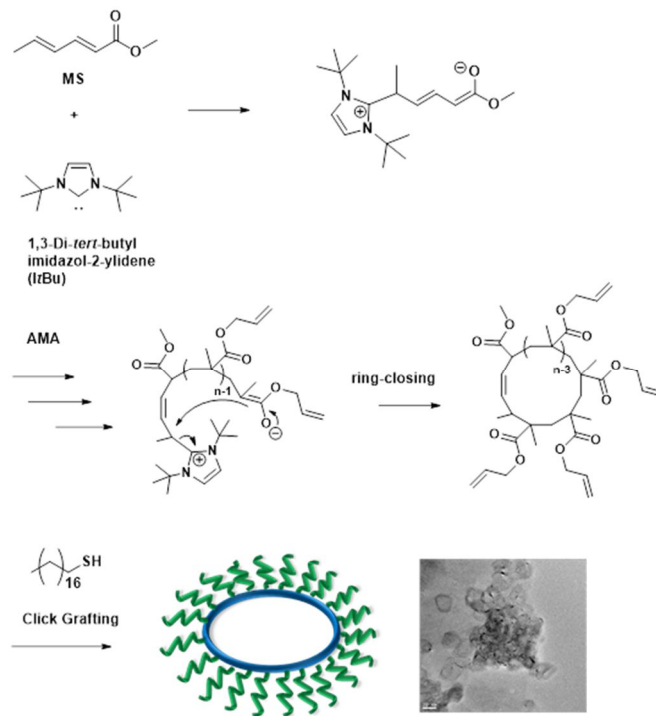 O
O
MS
O⊖
N
⊕
O
N
+
N N
..
1,3-Di-tert-butyl
imidazol-2-ylidene
(ItBu)
AMA
O
O
O
O
n-1
O
O
⊖
N
⊕
N
ring-closing
O
O
O
O
n-3
O
O
O
O
O
O
SH
16
Click Grafting